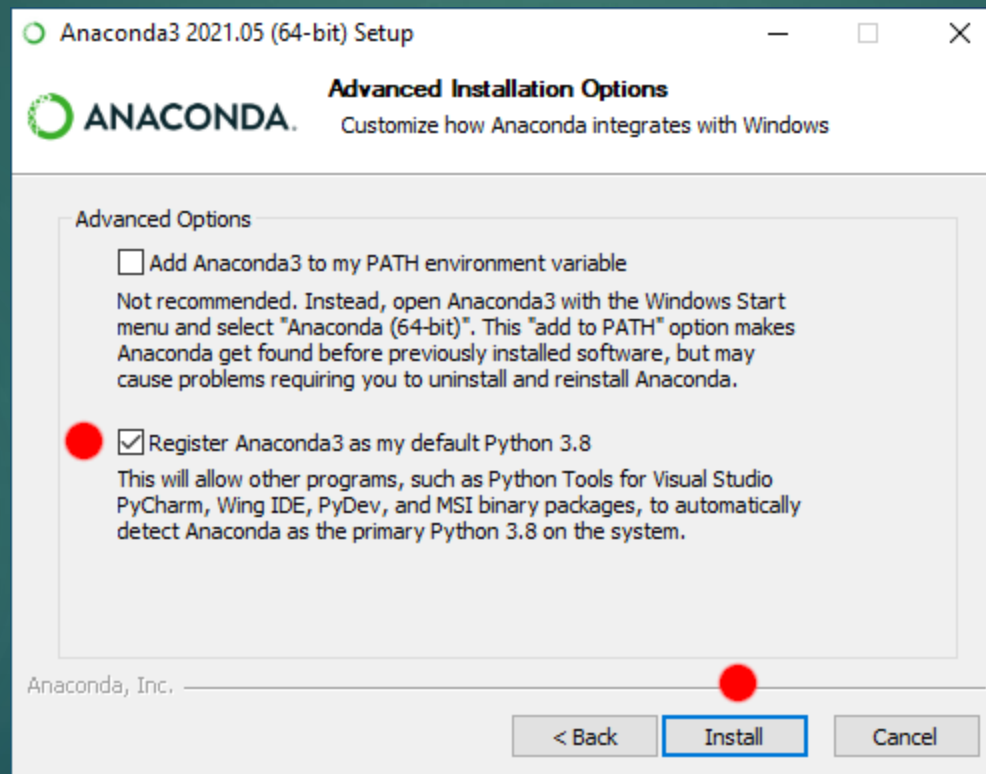 Anaconda3 2021.05 (64-bit) Setup
ANACONDA.
Advanced Installation Options
Customize how Anaconda integrates with Windows
Advanced Options
Add Anaconda3 to my PATH environment variable
Not recommended. Instead, open Anaconda3 with the Windows Start
menu and select "Anaconda (64-bit)". This "add to PATH" option makes
Anaconda get found before previously installed software, but may
cause problems requiring you to uninstall and reinstall Anaconda.
Register Anaconda3 as my default Python 3.8
This will allow other programs, such as Python Tools for Visual Studio
PyCharm, Wing IDE, PyDev, and MSI binary packages, to automatically
detect Anaconda as the primary Python 3.8 on the system.
Anaconda, Inc.
< Back Install Cancel